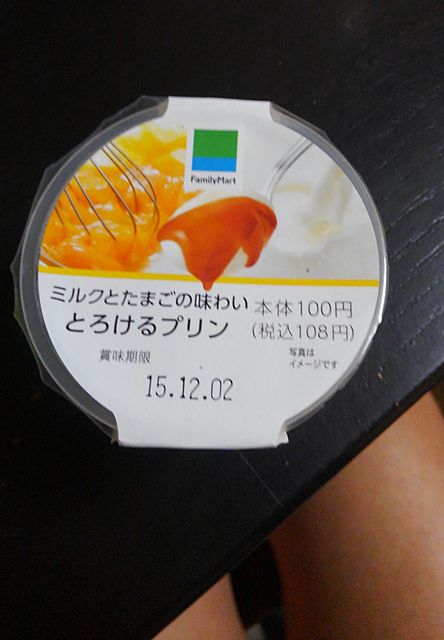 FamilyMart
ミルクとたまごの味わい
とろけるプリン
本体100円
(税込108円)
賞味期限
15.12.02
写真は
イメージです